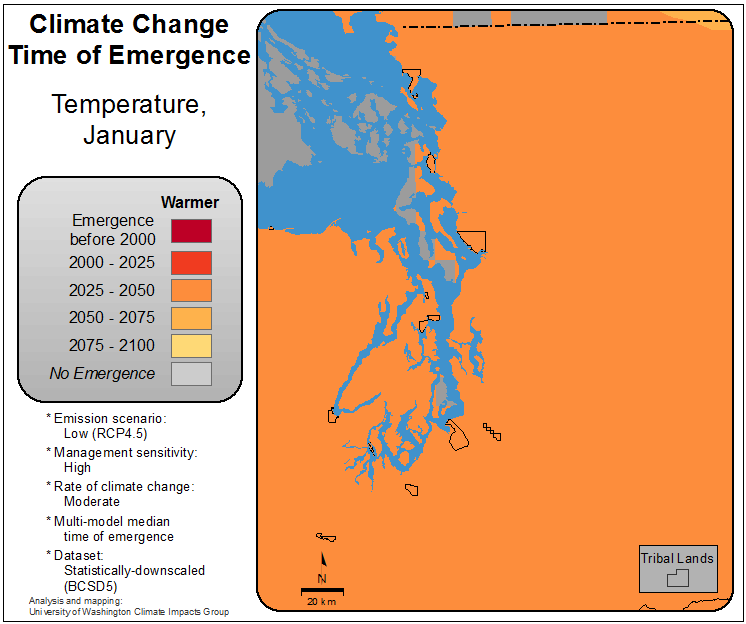 Climate Change
Time of Emergence
Temperature,
January
Warmer
Emergence
before 2000
2000 - 2025
2025 - 2050
2050 - 2075
2075 - 2100
No Emergence
* Emission scenario:
Low (RCP4.5)
* Management sensitivity:
High
* Rate of climate change:
Moderate
* Multi-model median
time of emergence
* Dataset:
Statistically-downscaled
(BCSD5)
Analysis and mapping:
University of Washington Climate Impacts Group
N
20 km
Tribal Lands